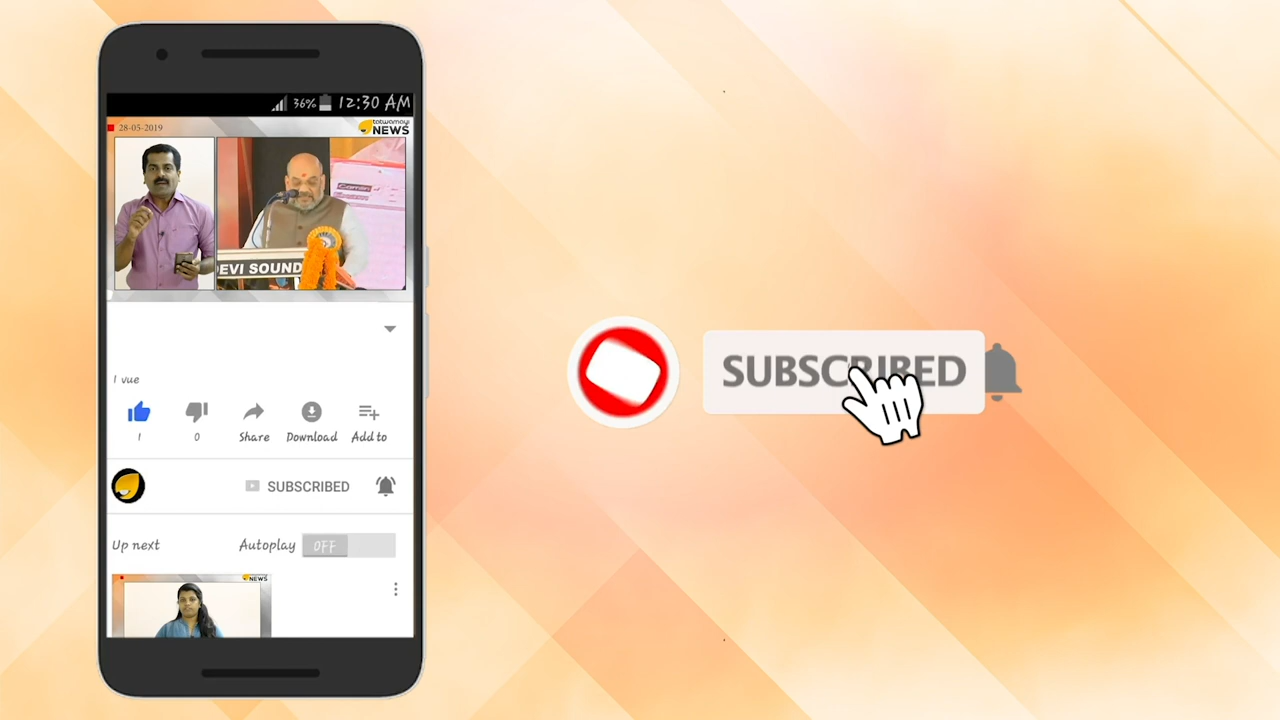 36% 12:30 AM
28-05-2019
tatwamayi
NEWS
DEVI SOUND
1 vue
1
0
Share
Download
Add to
SUBSCRIBED
Up next
Autoplay
OFF
NEWS
SUBSCRIBED